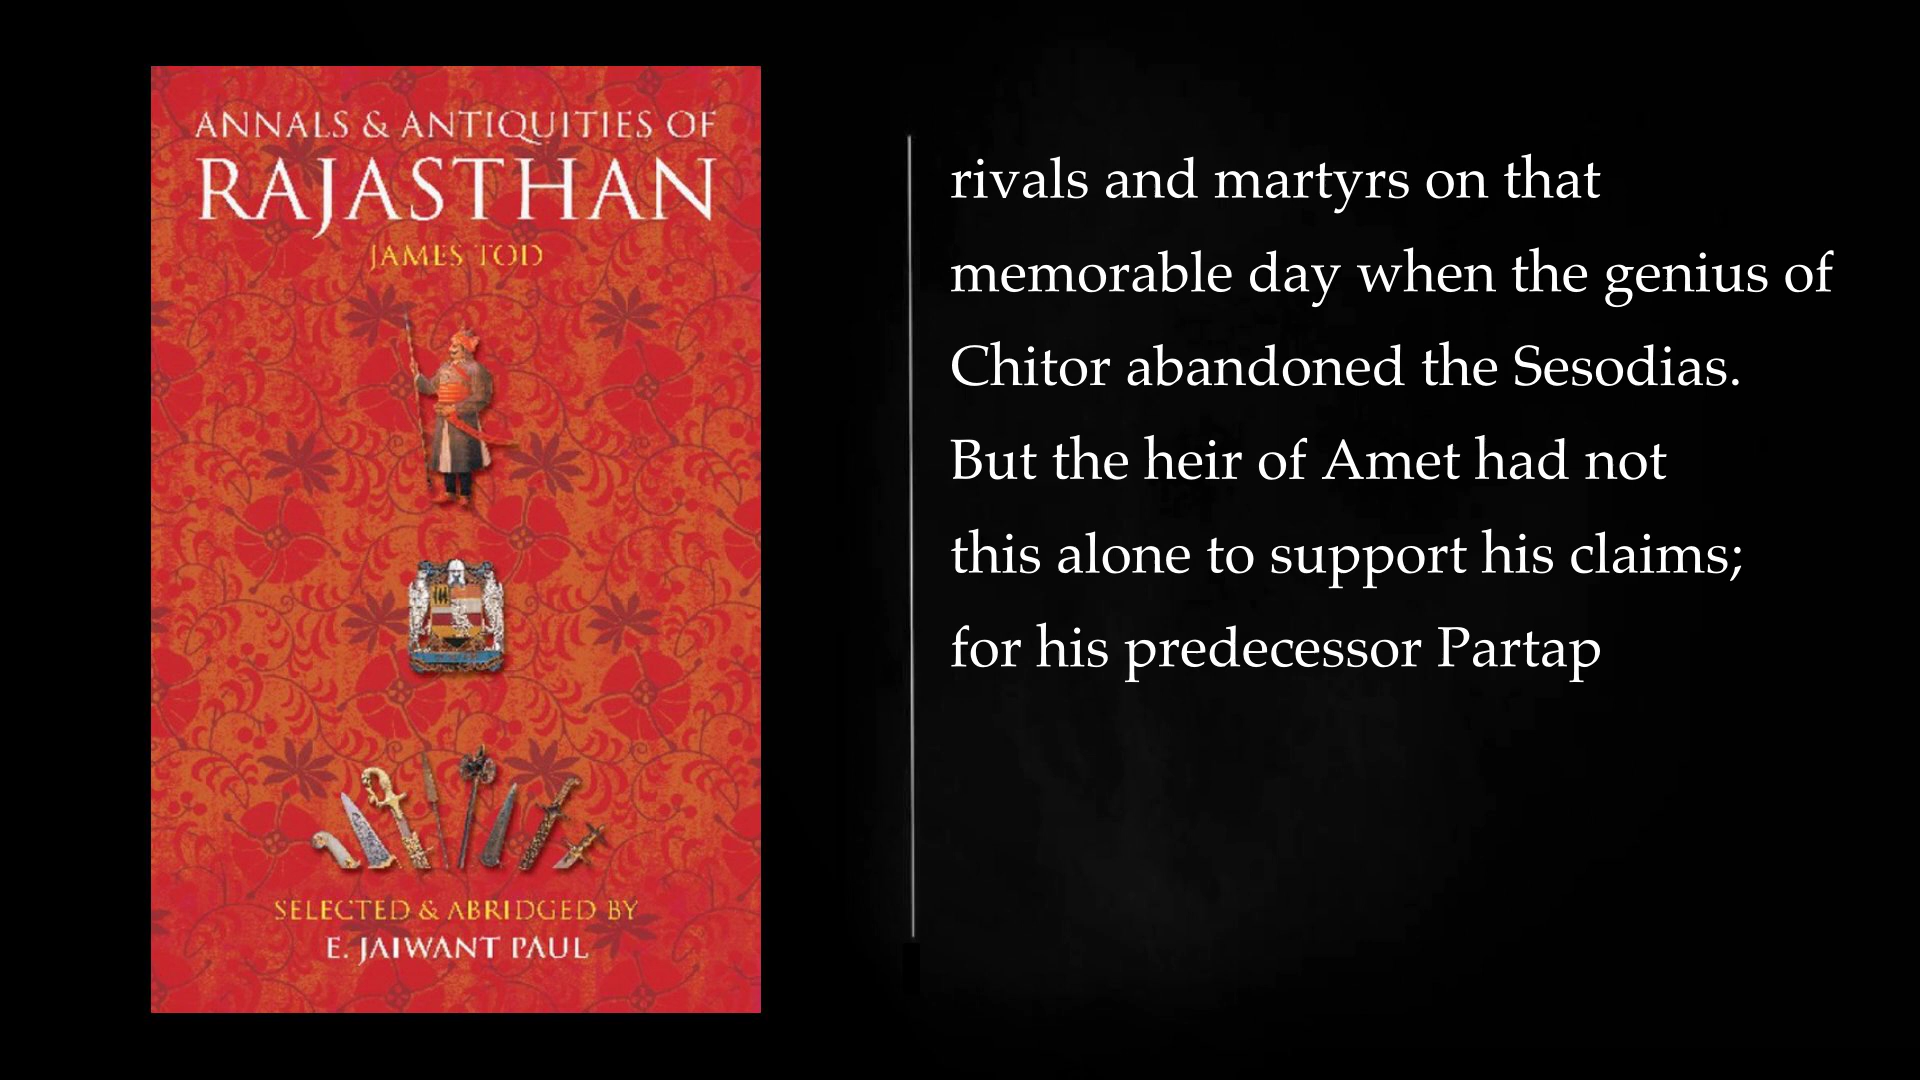 ANNALS & ANTIQUITIES OF
RAJASTHAN
JAMES TOD
SELECTED & ABRIDGED BY
E. JAIWANT PAUL
rivals and martyrs on that
memorable day when the genius of
Chitor abandoned the Sesodias.
But the heir of Amet had not
this alone to support his claims;
for his predecessor Partap